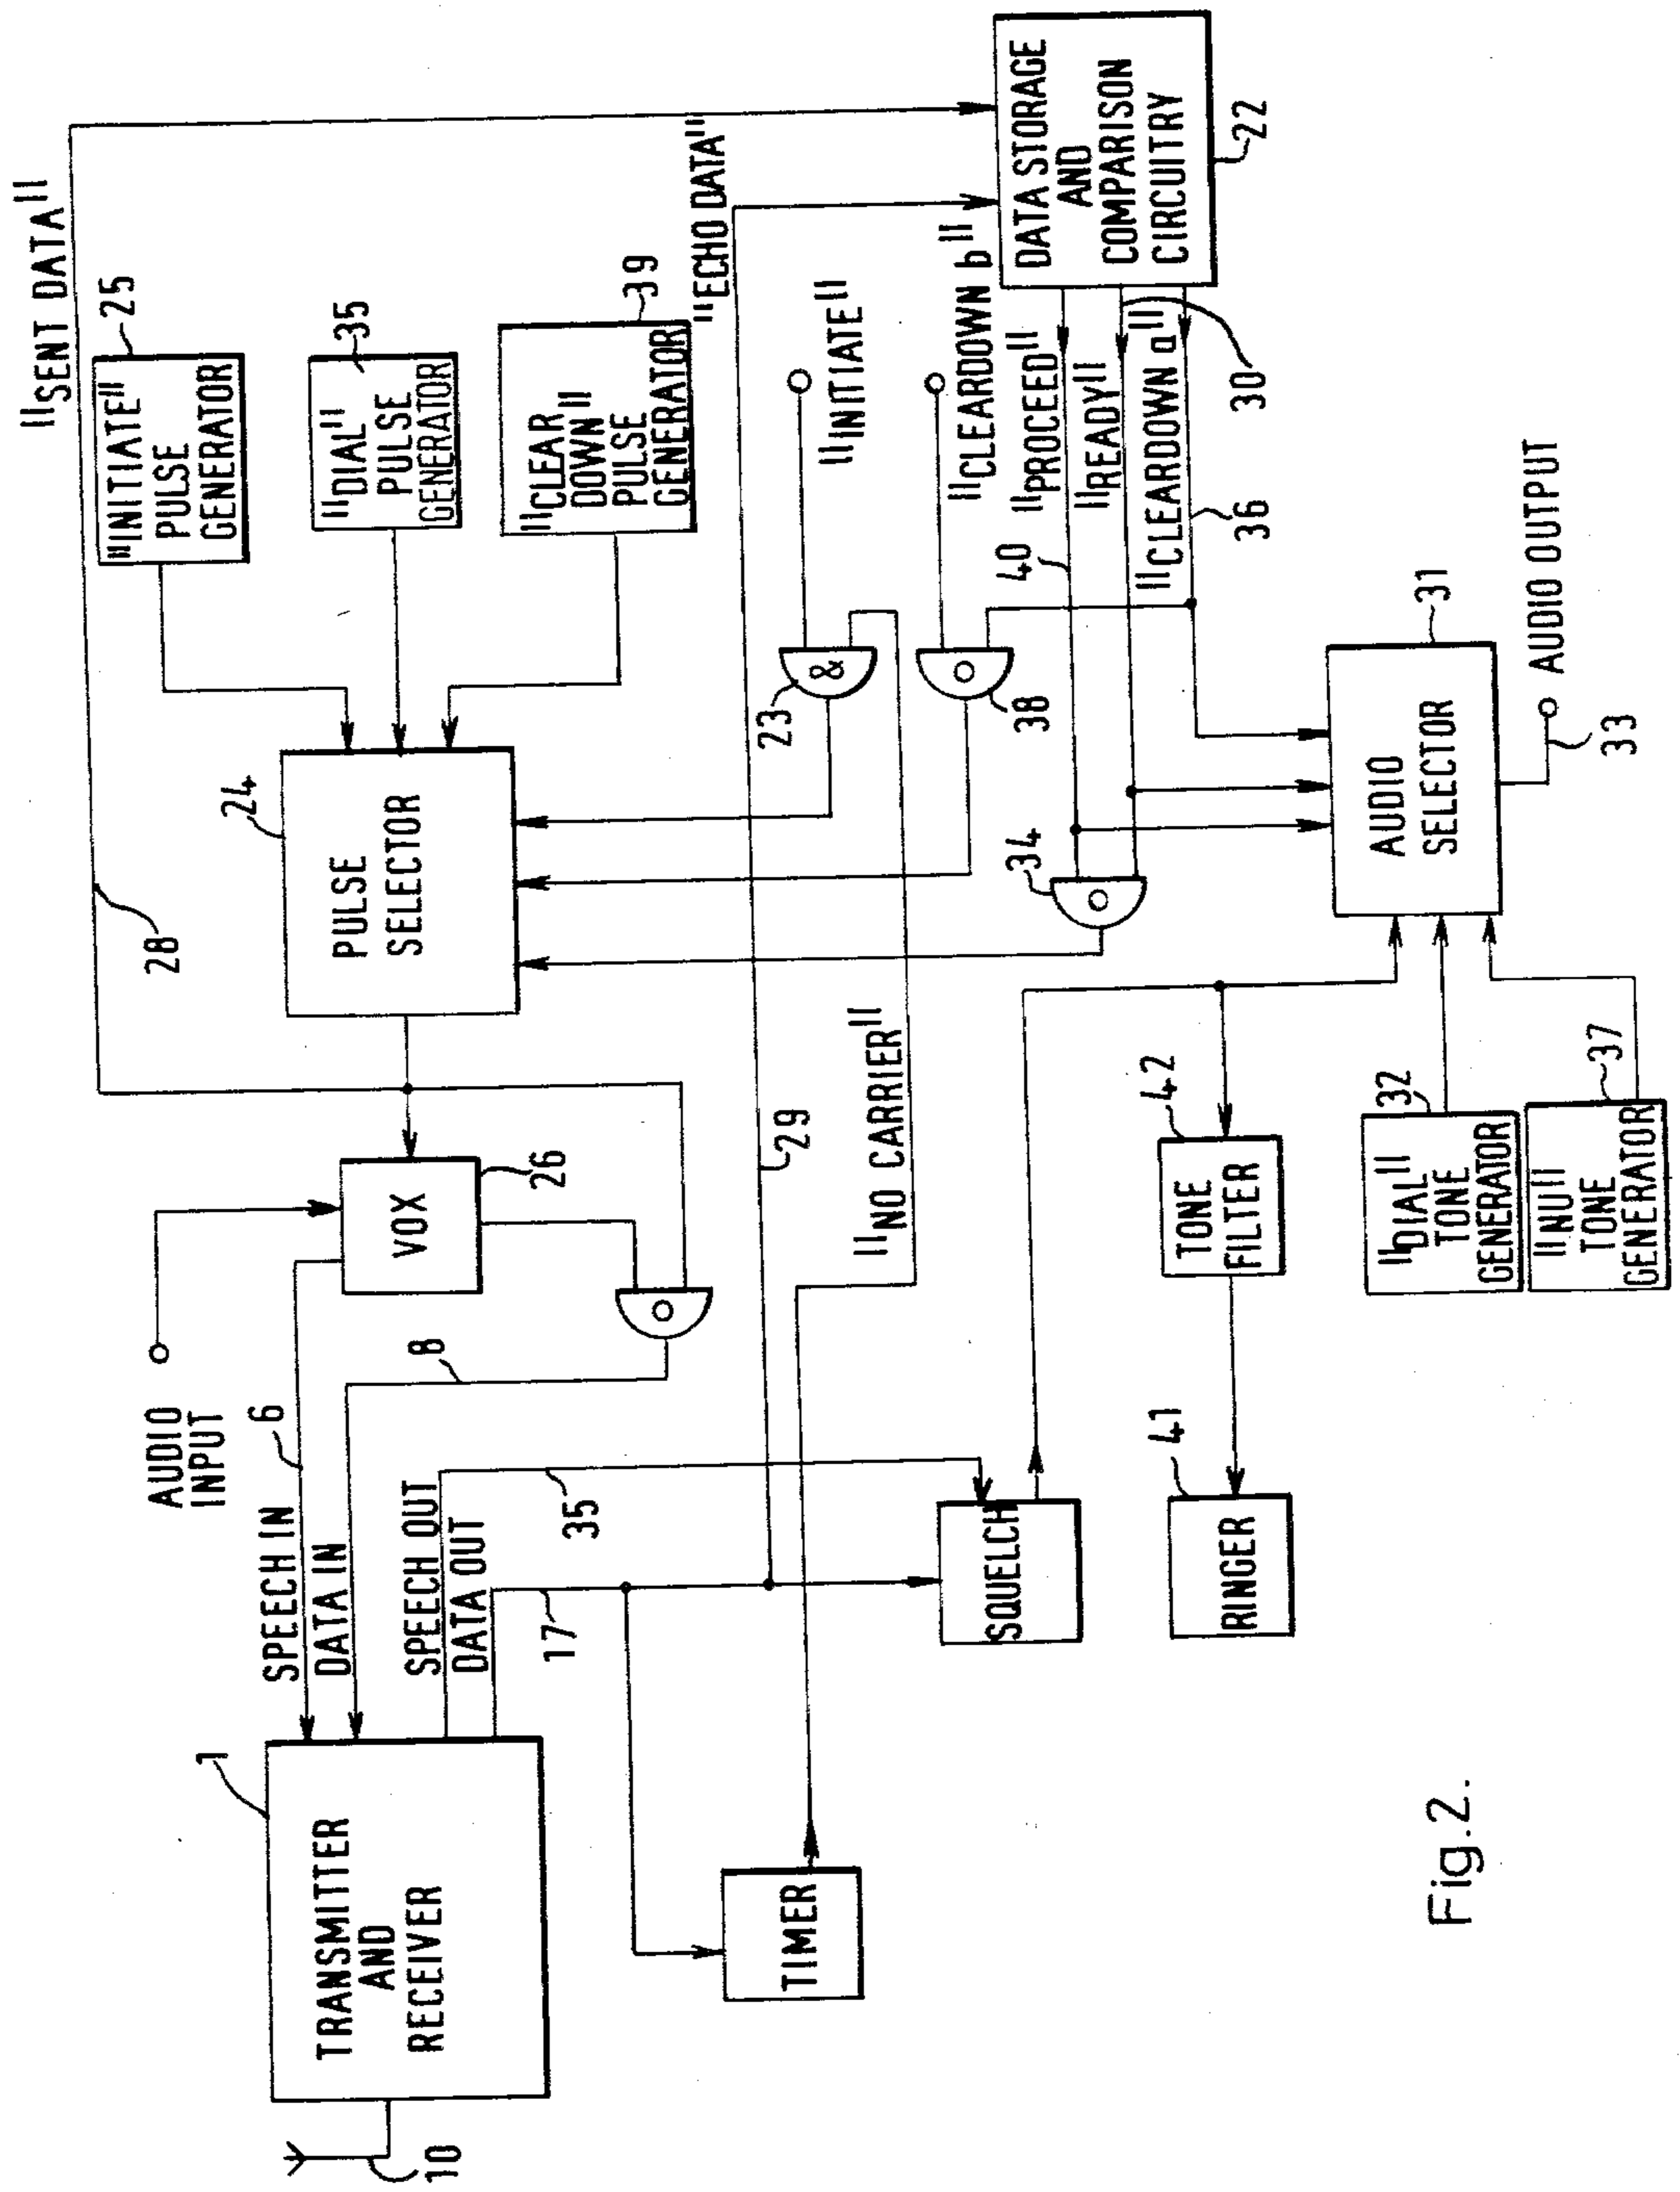 "SENT DATA"
28
AUDIO
INPUT
SPEECH IN
6
DATA IN
8
SPEECH OUT
DATA OUT
17
35
1
TRANSMITTER
AND
RECEIVER
10
VOX
26
24
PULSE
SELECTOR
"INITIATE"
PULSE
GENERATOR
25
"DIAL"
PULSE
GENERATOR
35
"CLEAR
DOWN"
PULSE
GENERATOR
39
"ECHO DATA"
29
23
&
"INITIATE"
38
"CLEARDOWN b"
"NO CARRIER"
TIMER
SQUELCH
DATA STORAGE
AND
COMPARISON
CIRCUITRY
22
"PROCEED"
40
"READY"
30
"CLEARDOWN a"
36
34
TONE
FILTER
42
RINGER
41
AUDIO
SELECTOR
31
AUDIO OUTPUT
33
"DIAL"
TONE
GENERATOR
32
"NU"
TONE
GENERATOR
37
Fig.2.